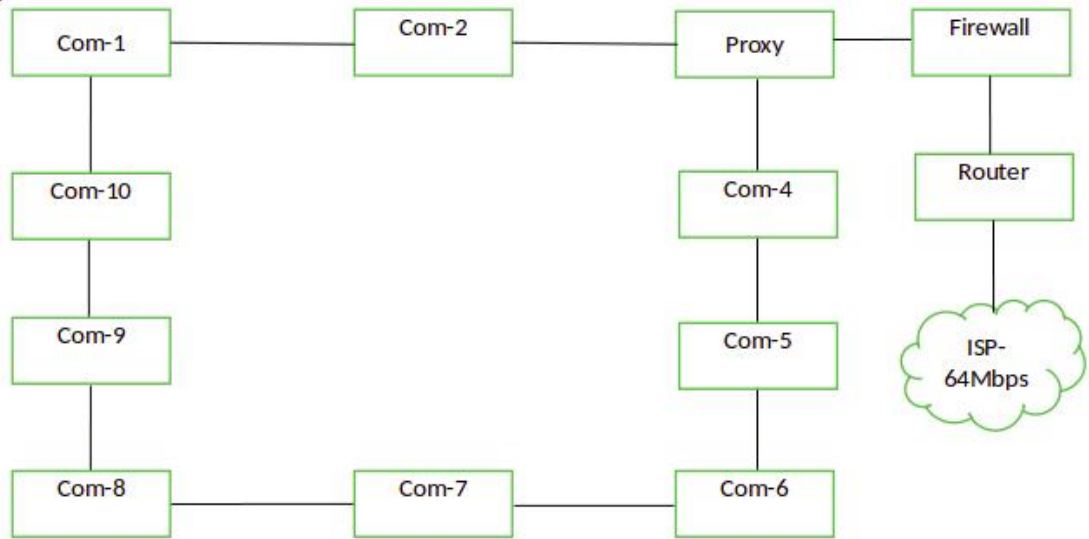 Com-1
Com-2
Proxy
Firewall
Com-10
Com-4
Router
Com-9
Com-5
ISP-
64Mbps
Com-8
Com-7
Com-6